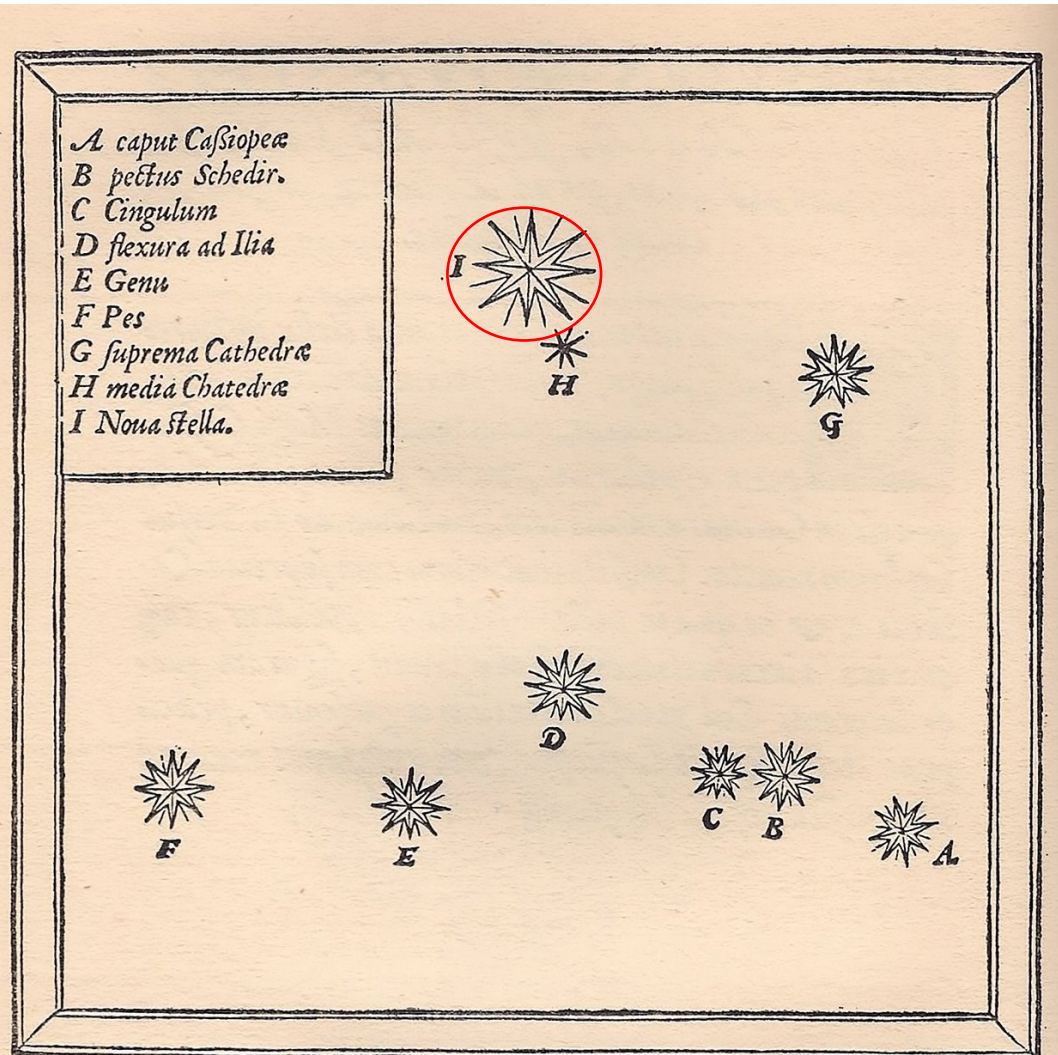 A caput Caſsiopeæ
B pectus Schedir.
C Cingulum
D flexura ad Ilia
E Genu
F Pes
G ſuprema Cathedræ
H media Chatedræ
I Noua ſtella.
I
H
G
D
C
B
F
E
A